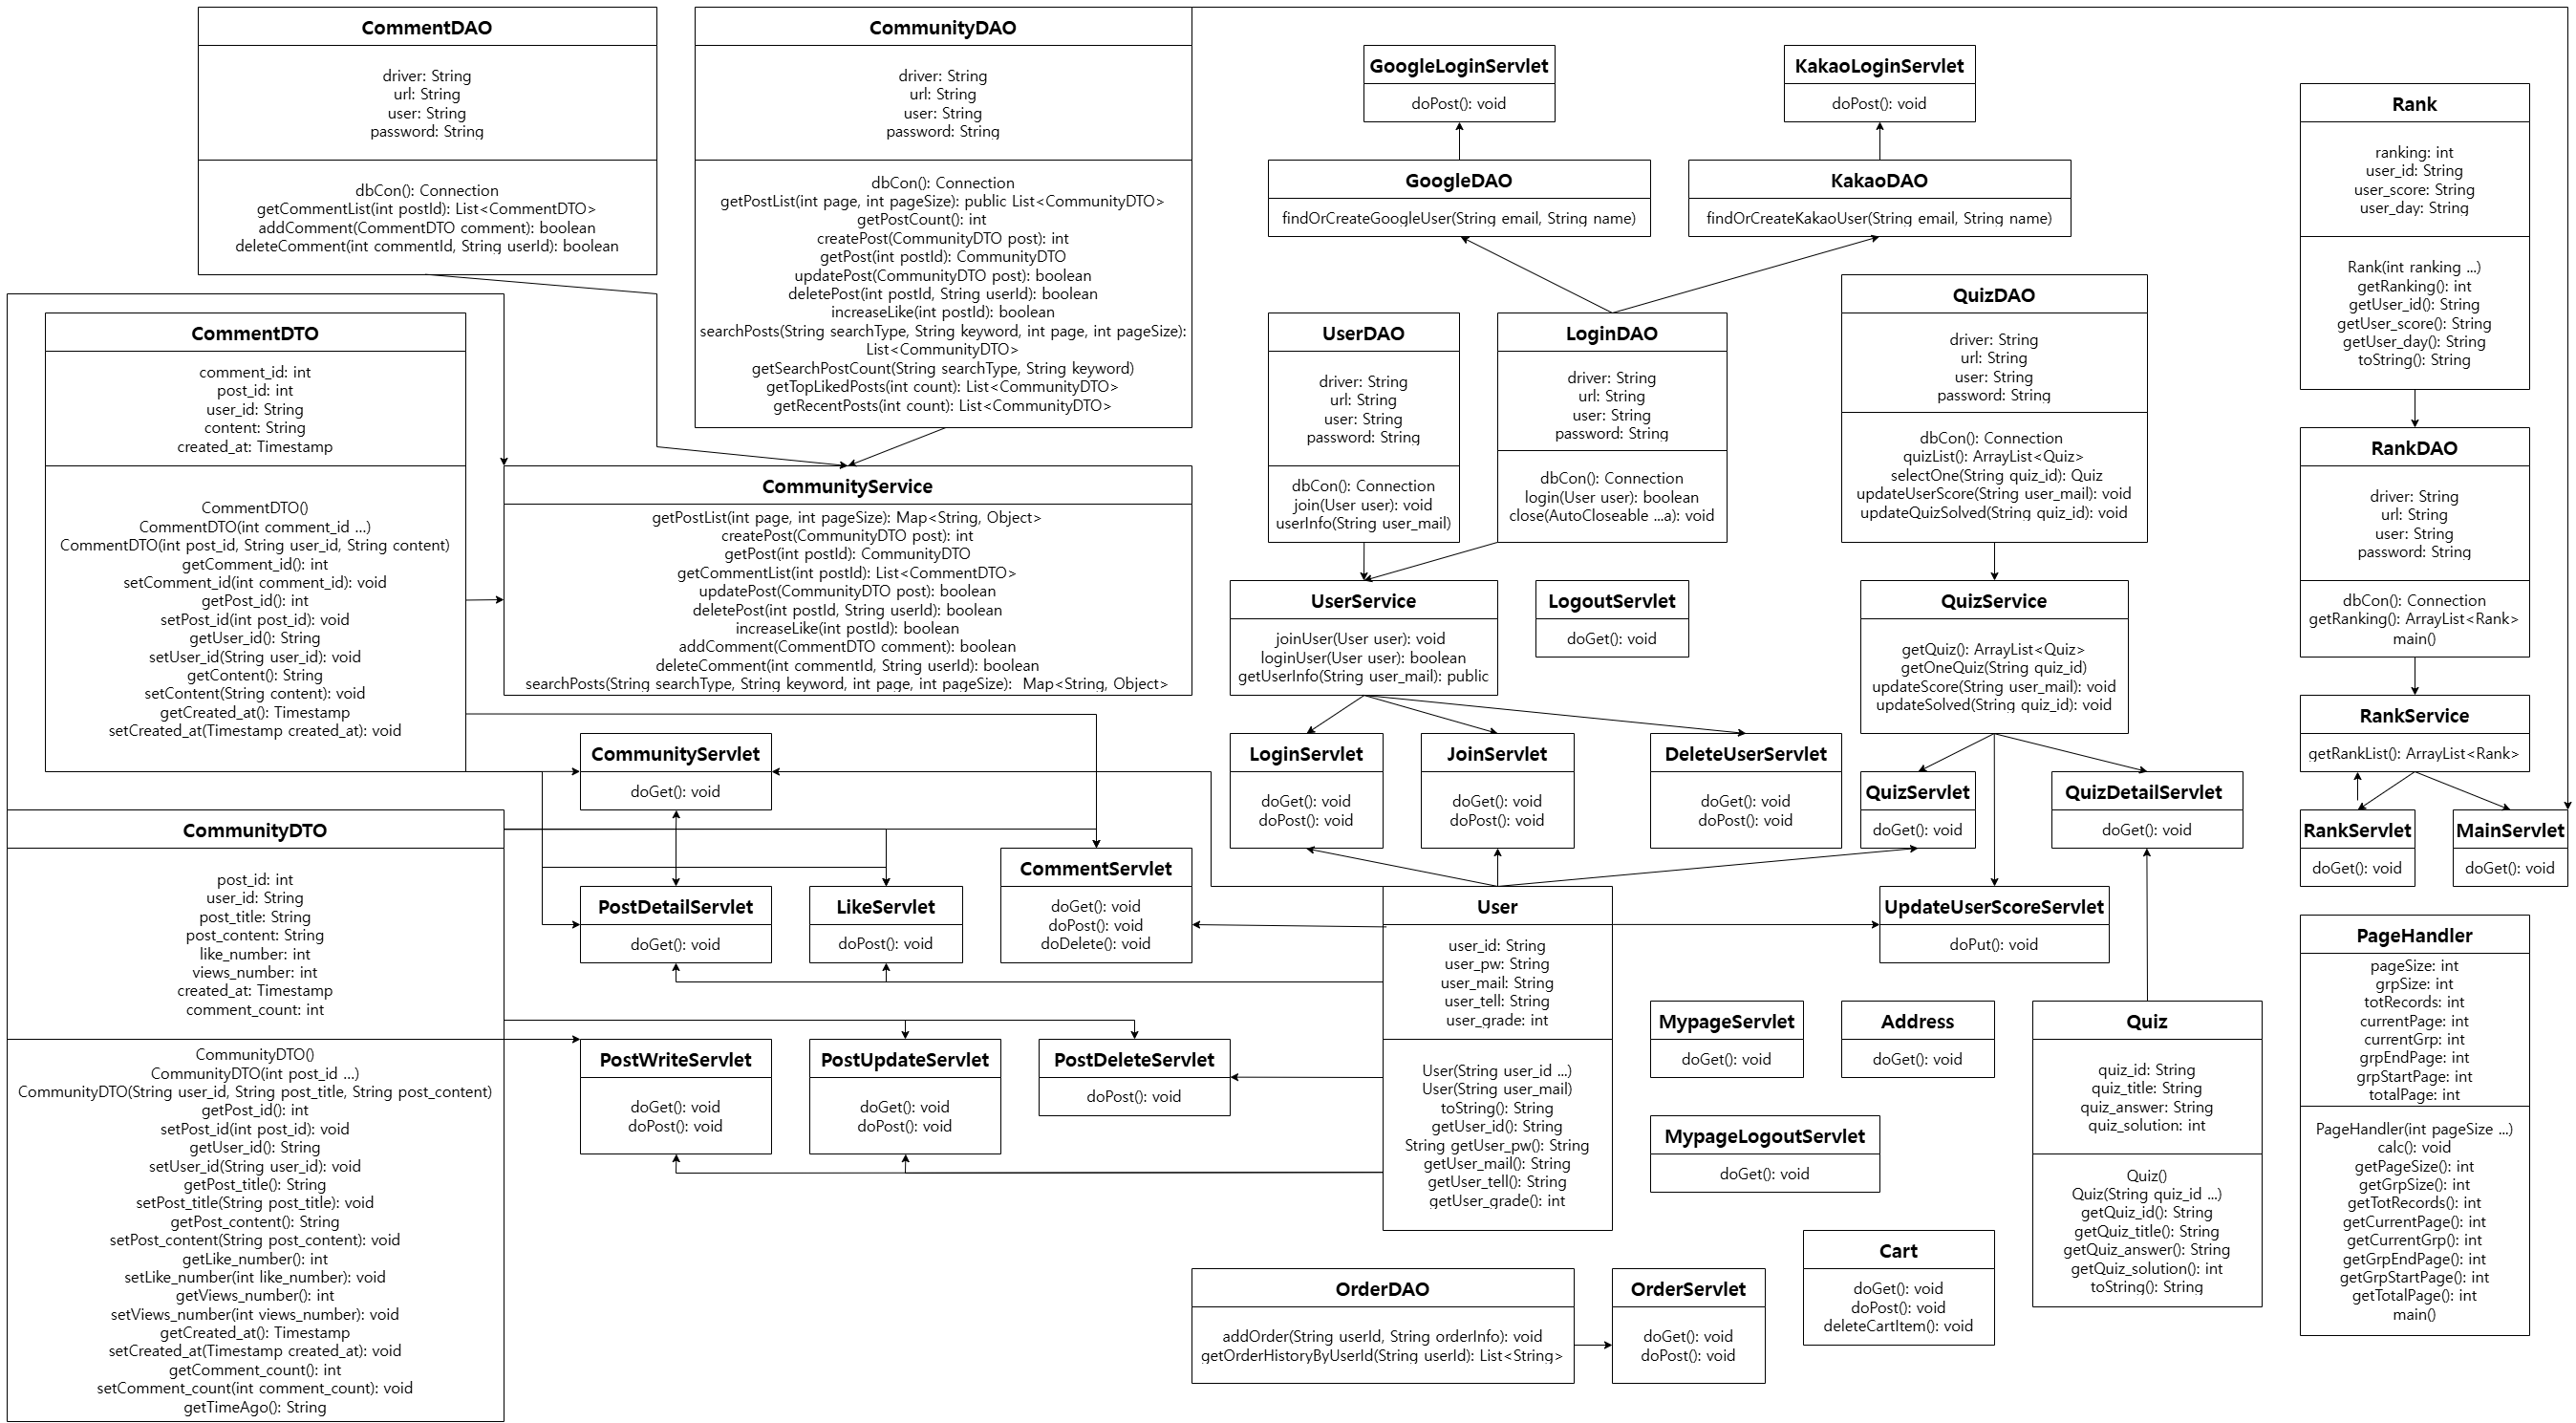 CommentDAO
driver: String
url: String
user: String
password: String
dbCon(): Connection
getCommentList(int postId): List<CommentDTO>
addComment(CommentDTO comment): boolean
deleteComment(int commentId, String userId): boolean
CommunityDAO
driver: String
url: String
user: String
password: String
dbCon(): Connection
getPostList(int page, int pageSize): public List<CommunityDTO>
getPostCount(): int
createPost(CommunityDTO post): int
getPost(int postId): CommunityDTO
updatePost(CommunityDTO post): boolean
deletePost(int postId, String userId): boolean
increaseLike(int postId): boolean
searchPosts(String searchType, String keyword, int page, int pageSize):
List<CommunityDTO>
getSearchPostCount(String searchType, String keyword)
getTopLikedPosts(int count): List<CommunityDTO>
getRecentPosts(int count): List<CommunityDTO>
GoogleLoginServlet
doPost(): void
KakaoLoginServlet
doPost(): void
GoogleDAO
findOrCreateGoogleUser(String email, String name)
KakaoDAO
findOrCreateKakaoUser(String email, String name)
Rank
ranking: int
user_id: String
user_score: String
user_day: String
Rank(int ranking ...)
getRanking(): int
getUser_id(): String
getUser_score(): String
getUser_day(): String
toString(): String
CommentDTO
comment_id: int
post_id: int
user_id: String
content: String
created_at: Timestamp
CommentDTO()
CommentDTO(int comment_id ...)
CommentDTO(int post_id, String user_id, String content)
getComment_id(): int
setComment_id(int comment_id): void
getPost_id(): int
setPost_id(int post_id): void
getUser_id(): String
setUser_id(String user_id): void
getContent(): String
setContent(String content): void
getCreated_at(): Timestamp
setCreated_at(Timestamp created_at): void
CommunityService
getPostList(int page, int pageSize): Map<String, Object>
createPost(CommunityDTO post): int
getPost(int postId): CommunityDTO
getCommentList(int postId): List<CommentDTO>
updatePost(CommunityDTO post): boolean
deletePost(int postId, String userId): boolean
increaseLike(int postId): boolean
addComment(CommentDTO comment): boolean
deleteComment(int commentId, String userId): boolean
searchPosts(String searchType, String keyword, int page, int pageSize): Map<String, Object>
UserDAO
driver: String
url: String
user: String
password: String
dbCon(): Connection
join(User user): void
userInfo(String user_mail)
LoginDAO
driver: String
url: String
user: String
password: String
dbCon(): Connection
login(User user): boolean
close(AutoCloseable ...a): void
QuizDAO
driver: String
url: String
user: String
password: String
dbCon(): Connection
quizList(): ArrayList<Quiz>
selectOne(String quiz_id): Quiz
updateUserScore(String user_mail): void
updateQuizSolved(String quiz_id): void
RankDAO
driver: String
url: String
user: String
password: String
dbCon(): Connection
getRanking(): ArrayList<Rank>
main()
UserService
joinUser(User user): void
loginUser(User user): boolean
getUserInfo(String user_mail): public
LogoutServlet
doGet(): void
QuizService
getQuiz(): ArrayList<Quiz>
getOneQuiz(String quiz_id)
updateScore(String user_mail): void
updateSolved(String quiz_id): void
RankService
getRankList(): ArrayList<Rank>
CommunityServlet
doGet(): void
LoginServlet
doGet(): void
doPost(): void
JoinServlet
doGet(): void
doPost(): void
DeleteUserServlet
doGet(): void
doPost(): void
QuizServlet
doGet(): void
QuizDetailServlet
doGet(): void
RankServlet
doGet(): void
MainServlet
doGet(): void
CommunityDTO
post_id: int
user_id: String
post_title: String
post_content: String
like_number: int
views_number: int
created_at: Timestamp
comment_count: int
CommunityDTO()
CommunityDTO(int post_id ...)
CommunityDTO(String user_id, String post_title, String post_content)
getPost_id(): int
setPost_id(int post_id): void
getUser_id(): String
setUser_id(String user_id): void
getPost_title(): String
setPost_title(String post_title): void
getPost_content(): String
setPost_content(String post_content): void
getLike_number(): int
setLike_number(int like_number): void
getViews_number(): int
setViews_number(int views_number): void
getCreated_at(): Timestamp
setCreated_at(Timestamp created_at): void
getComment_count(): int
setComment_count(int comment_count): void
getTimeAgo(): String
PostDetailServlet
doGet(): void
LikeServlet
doPost(): void
CommentServlet
doGet(): void
doPost(): void
doDelete(): void
User
user_id: String
user_pw: String
user_mail: String
user_tell: String
user_grade: int
User(String user_id ...)
User(String user_mail)
toString(): String
getUser_id(): String
String getUser_pw(): String
getUser_mail(): String
getUser_tell(): String
getUser_grade(): int
UpdateUserScoreServlet
doPut(): void
PostWriteServlet
doGet(): void
doPost(): void
PostUpdateServlet
doGet(): void
doPost(): void
PostDeleteServlet
doPost(): void
MypageServlet
doGet(): void
Address
doGet(): void
MypageLogoutServlet
doGet(): void
Quiz
quiz_id: String
quiz_title: String
quiz_answer: String
quiz_solution: int
Quiz()
Quiz(String quiz_id ...)
getQuiz_id(): String
getQuiz_title(): String
getQuiz_answer(): String
getQuiz_solution(): int
toString(): String
PageHandler
pageSize: int
grpSize: int
totRecords: int
currentPage: int
currentGrp: int
grpEndPage: int
grpStartPage: int
totalPage: int
PageHandler(int pageSize ...)
calc(): void
getPageSize(): int
getGrpSize(): int
getTotRecords(): int
getCurrentPage(): int
getCurrentGrp(): int
getGrpEndPage(): int
getGrpStartPage(): int
getTotalPage(): int
main()
OrderDAO
addOrder(String userId, String orderInfo): void
getOrderHistoryByUserId(String userId): List<String>
OrderServlet
doGet(): void
doPost(): void
Cart
doGet(): void
doPost(): void
deleteCartItem(): void